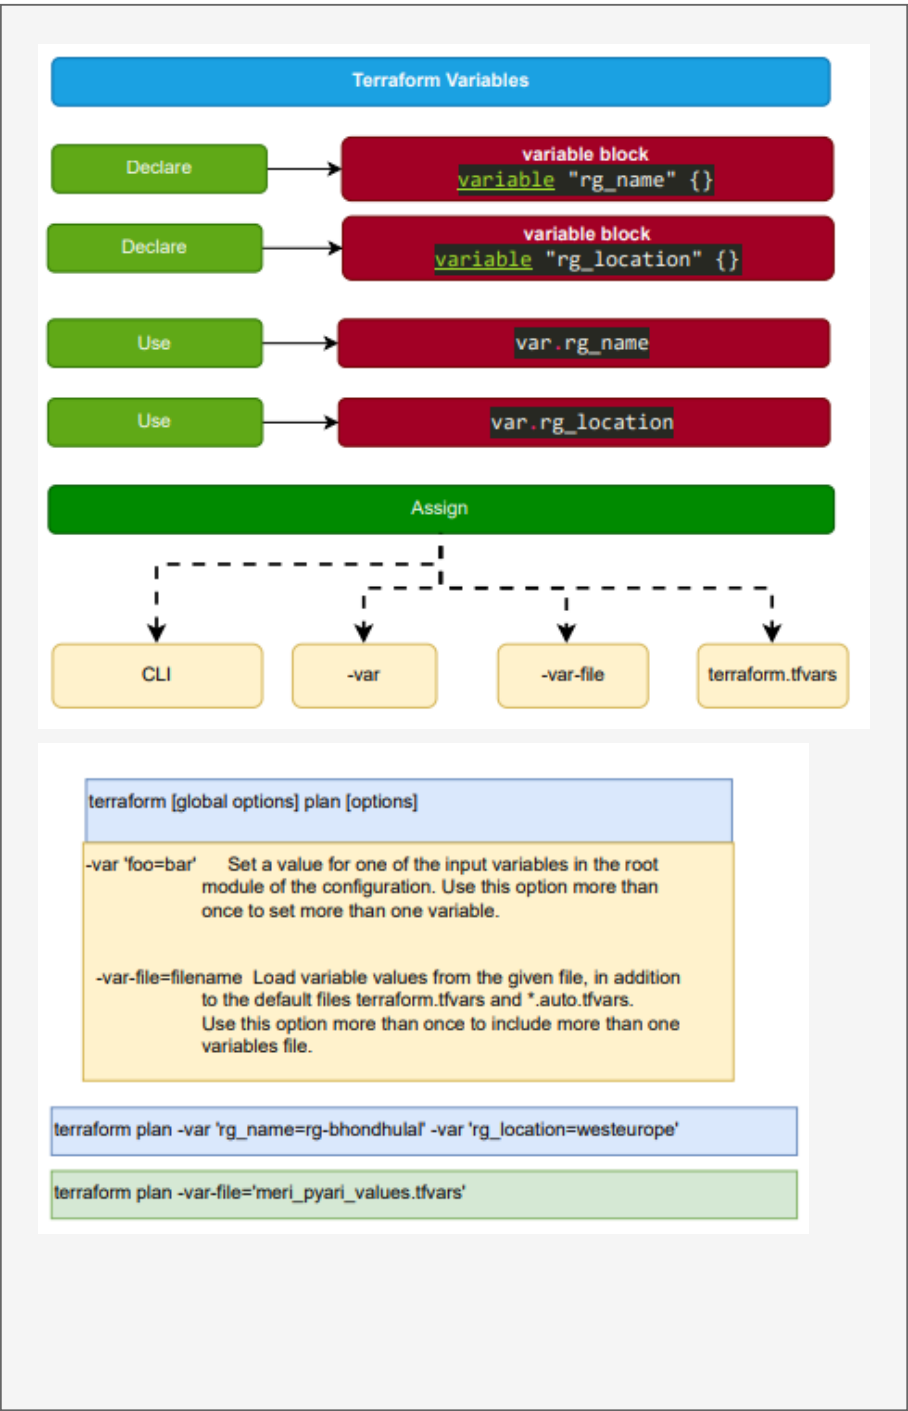 Terraform Variables
Declare
variable block
variable "rg_name" {}
Declare
variable block
variable "rg_location" {}
Use
var.rg_name
Use
var.rg_location
Assign
CLI
-var
-var-file
terraform.tfvars
terraform [global options] plan [options]
-var 'foo=bar' Set a value for one of the input variables in the root
module of the configuration. Use this option more than
once to set more than one variable.
-var-file=filename Load variable values from the given file, in addition
to the default files terraform.tfvars and *.auto.tfvars.
Use this option more than once to include more than one
variables file.
terraform plan -var 'rg_name=rg-bhondhulal' -var 'rg_location=westeurope'
terraform plan -var-file='meri_pyari_values.tfvars'